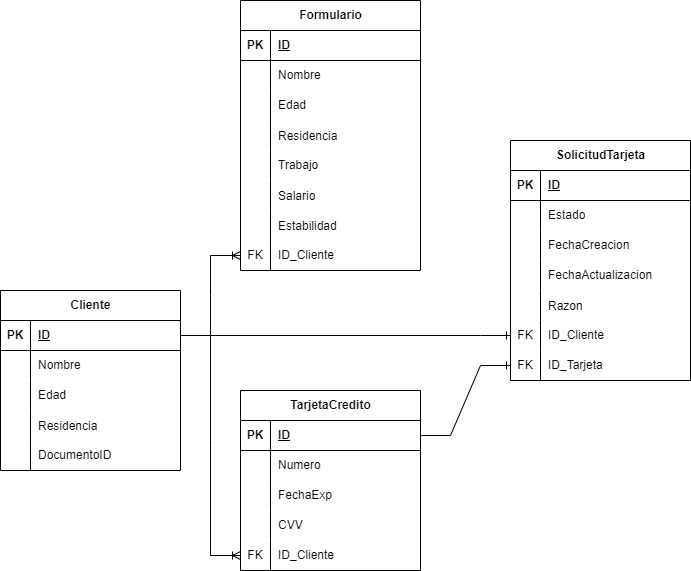 Formulario
PK ID
Nombre
Edad
Residencia
Trabajo
Salario
Estabilidad
FK ID_Cliente
SolicitudTarjeta
PK ID
Estado
FechaCreacion
FechaActualizacion
Razon
FK ID_Cliente
FK ID_Tarjeta
Cliente
PK ID
Nombre
Edad
Residencia
DocumentoID
TarjetaCredito
PK ID
Numero
FechaExp
CVV
FK ID_Cliente